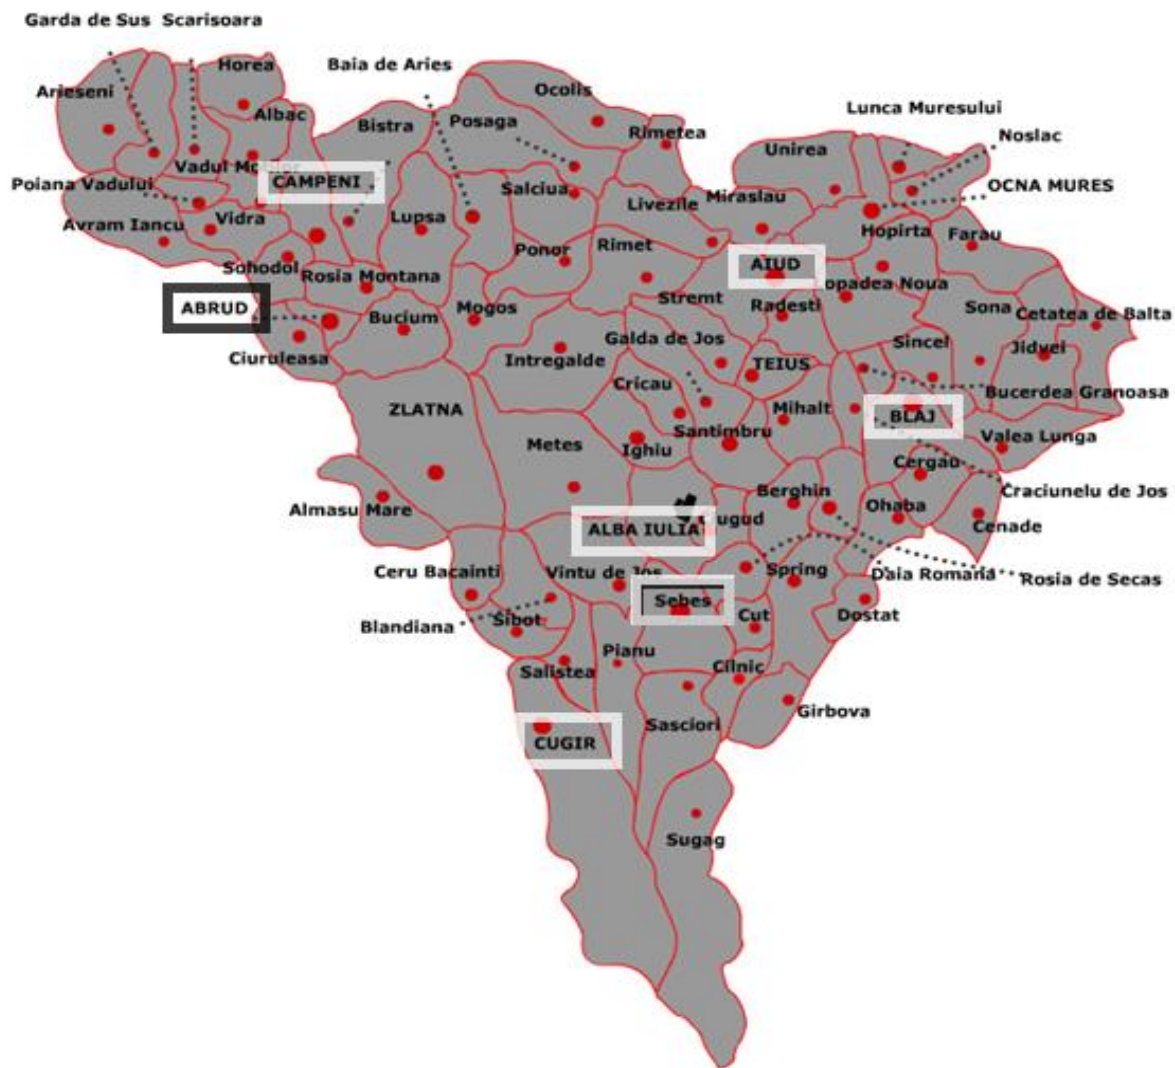 Garda de Sus Scarisoara
Horea
Baia de Aries
Ocolis
Arieseni
Albac
Bistra
Posaga
Lunca Muresului
Rimetea
Noslac
Unirea
Vadul
CAMPENI
Poiana Vadului
Salciua
OCNA MURES
Livezile
Miraslau
Avram Iancu
Vidra
Lupsa
Hopirta
Farau
Ponor
Rimet
Sohodol
AIUD
Rosia Montana
opadea Noua
Stremt
ABRUD
Mogos
Radesti
Sona
Cetatea de Balta
Bucium
Galda de Jos
Sincel
Jidvei
Ciuruleasa
Intregalde
TEIUS
Cricau
Bucerdea Granoasa
ZLATNA
Mihalt
BLAJ
Metes
Santimbru
Valea Lunga
Ighiu
Cergau
Berghin
Craciunelu de Jos
Almasu Mare
Ohaba
Cenade
ALBA IULIA
ugud
Ceru Bacainti
Vintu de Jos
Spring
Daia Romana
Rosia de Secas
Sebes
Blandiana
Sibot
Cut
Dostat
Pianu
Salistea
Cilnic
Girbova
Sasciori
CUGIR
Sugag